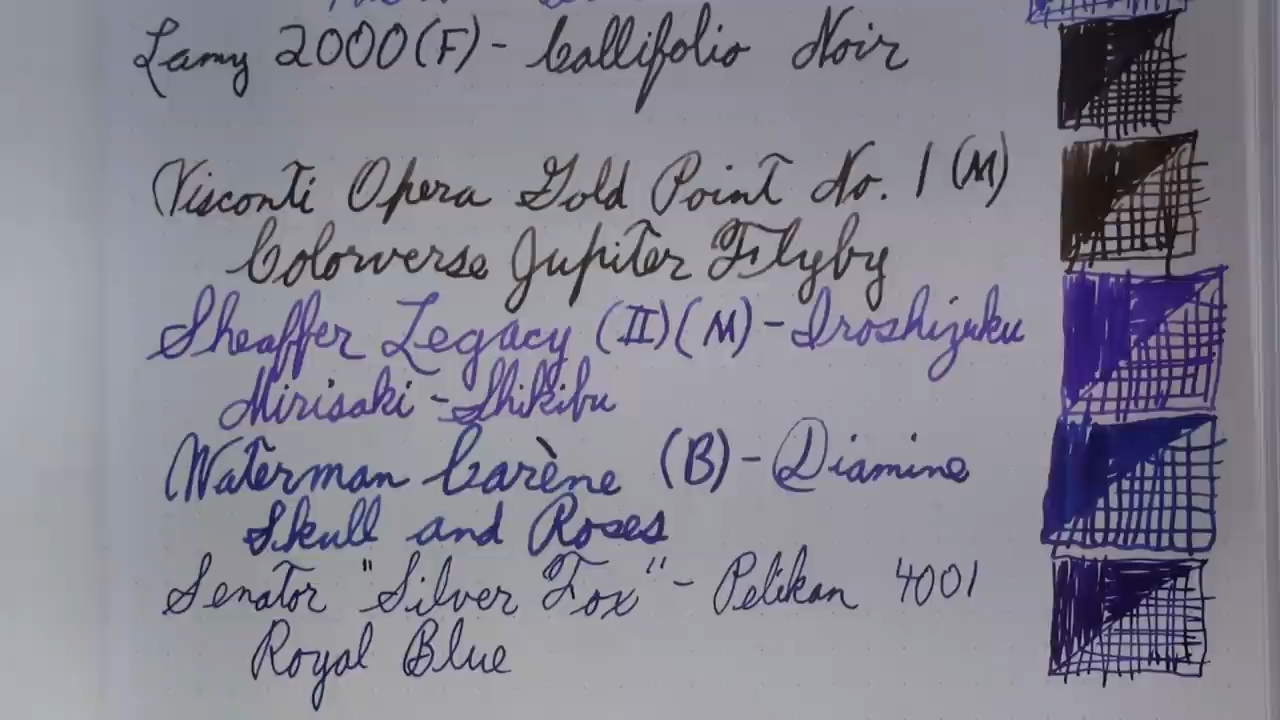 Lamy 2000 (F) - Callifolio Noir
Visconti Opera Gold Point No. 1 (M)
Colorverse Jupiter Flyby
Sheaffer Legacy (II) (M) - Iroshizuku
Mirisaki - Shikibu
Waterman Carène (B) - Diamine
Skull and Roses
Senator "Silver Fox" - Pelikan 4001
Royal Blue